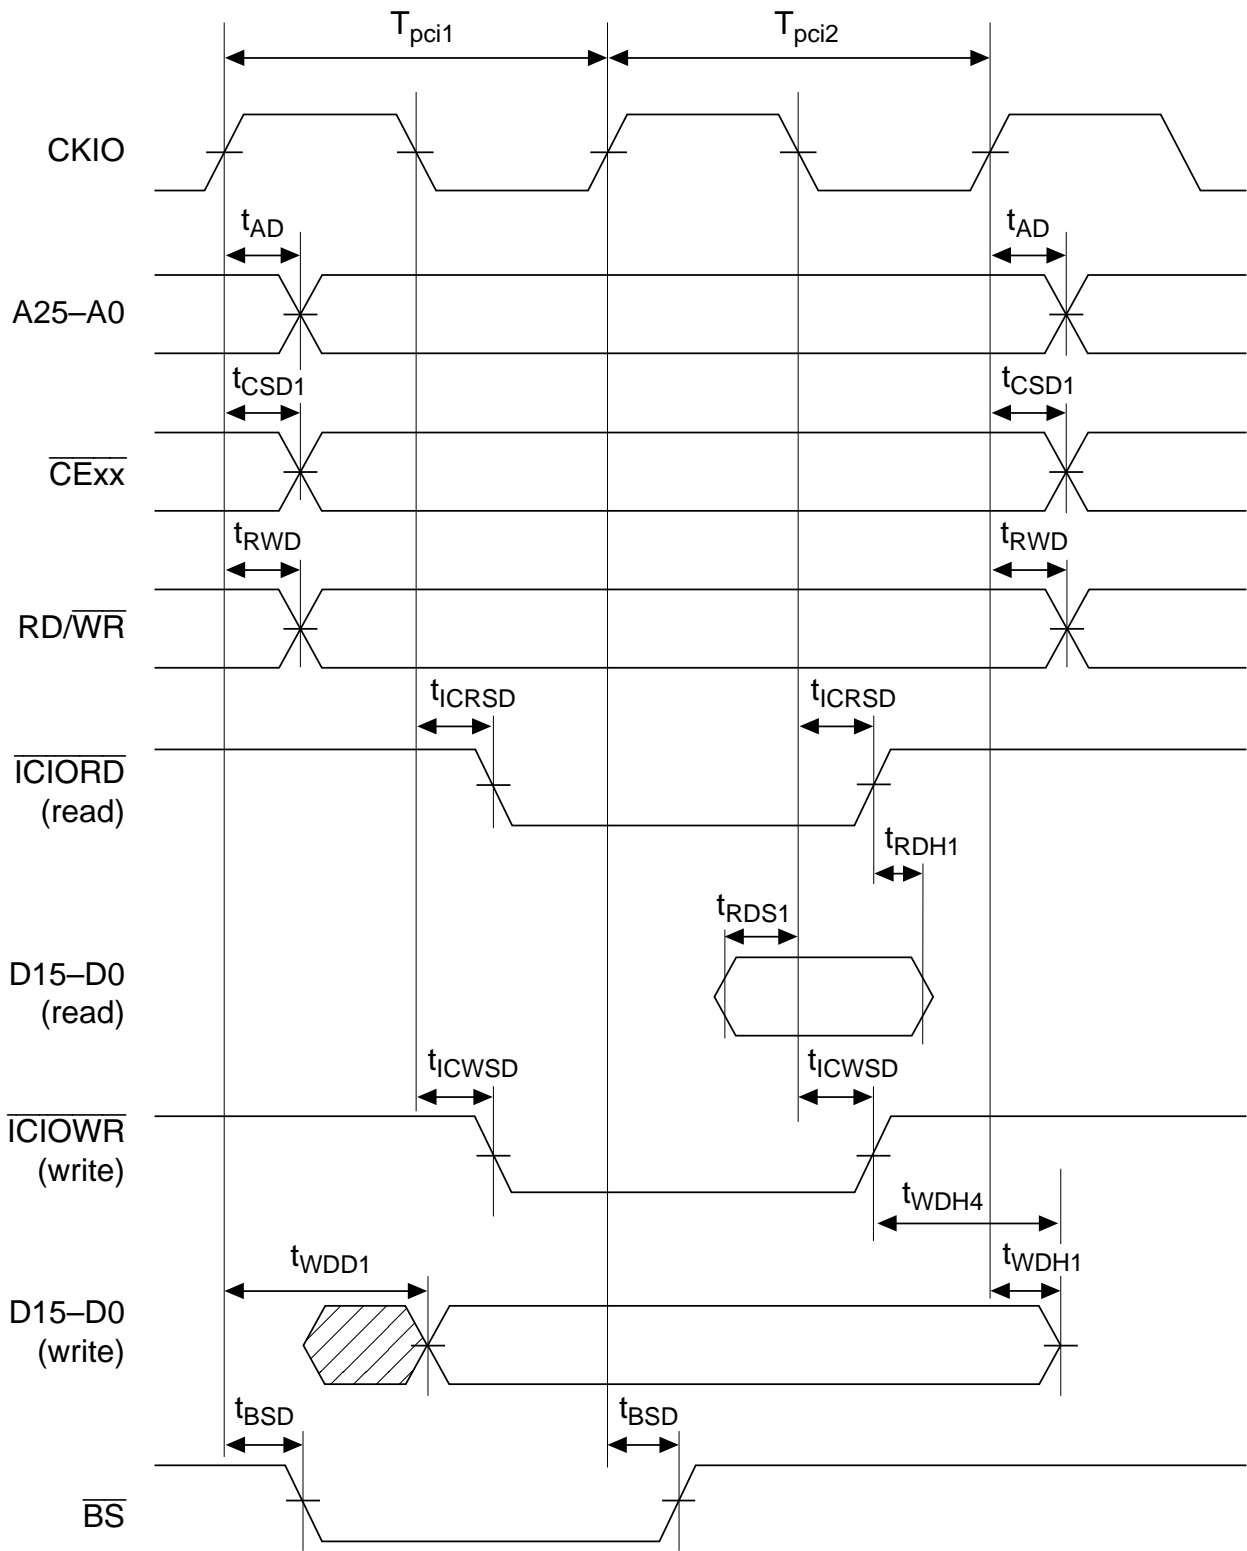 Tpci1 Tpci2
CKIO
tAD tAD
A25–A0
tCSD1 tCSD1
CExx
tRWD tRWD
RD/WR
tICRSD tICRSD
ICIORD
(read)
tRDH1
tRDS1
D15–D0
(read)
tICWSD tICWSD
ICIOWR
(write)
tWDH4
tWDD1 tWDH1
D15–D0
(write)
tBSD tBSD
BS